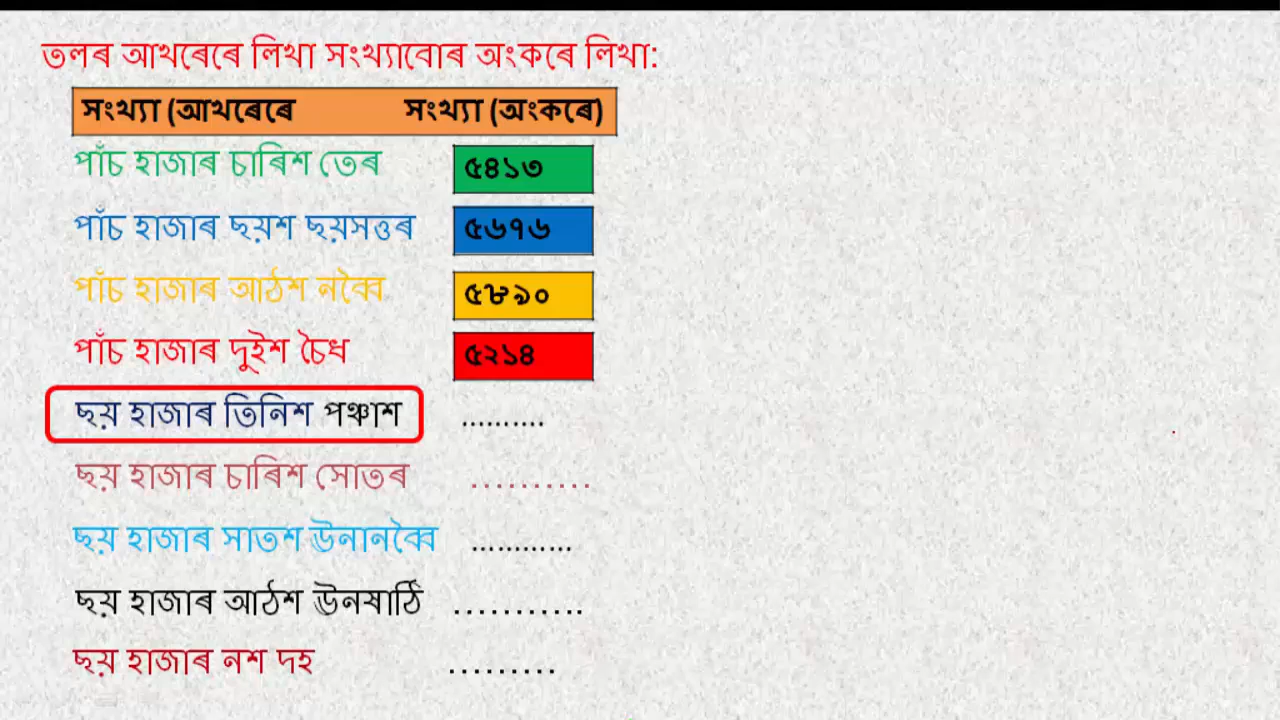 তলৰ আখৰেৰে লিখা সংখ্যাবোৰ অংকৰে লিখা:
সংখ্যা (আখৰেৰে সংখ্যা (অংকৰে)
পাঁচ হাজাৰ চাৰিশ তেৰ ৫৪১৩
পাঁচ হাজাৰ ছয়শ ছয়সত্তৰ ৫৬৭৬
পাঁচ হাজাৰ আঠশ নব্বৈ ৫৮৯০
পাঁচ হাজাৰ দুইশ চৈধ ৫২১৪
ছয় হাজাৰ তিনিশ পঞ্চাশ ..........
ছয় হাজাৰ চাৰিশ সোতৰ ..........
ছয় হাজাৰ সাতশ ঊনানব্বৈ ............
ছয় হাজাৰ আঠশ ঊনষাঠি ...........
ছয় হাজাৰ নশ দহ .........